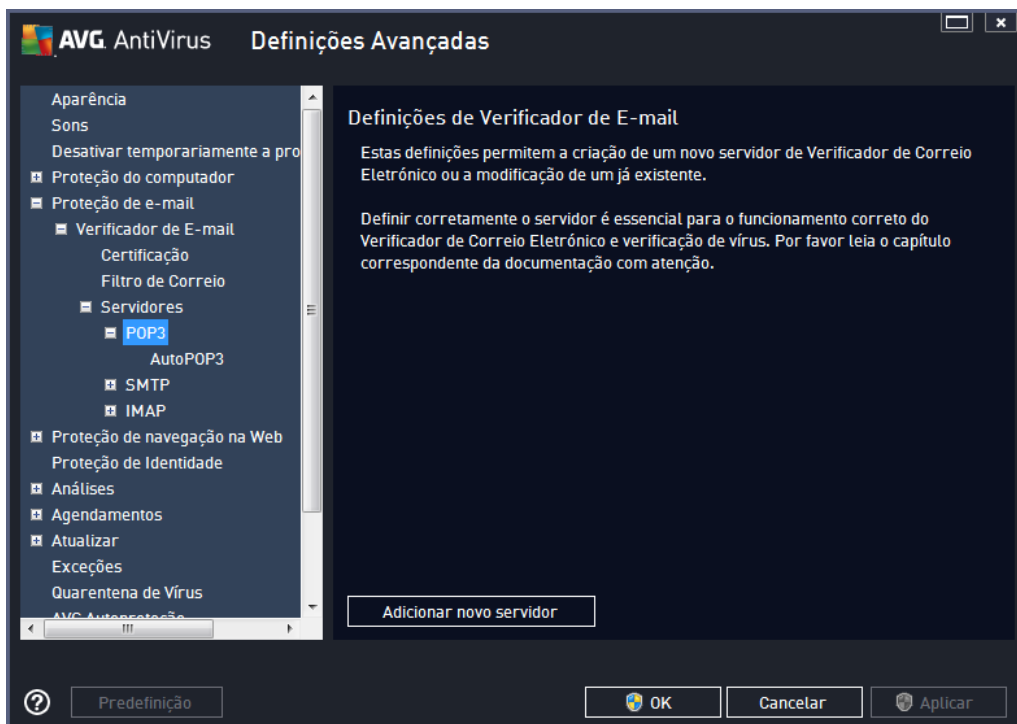 AVG. AntiVirus Definições Avançadas
Aparência
Sons
Desativar temporariamente a pro
Proteção do computador
Proteção de e-mail
Verificador de E-mail
Certificação
Filtro de Correio
Servidores
POP3
AutoPOP3
SMTP
IMAP
Proteção de navegação na Web
Proteção de Identidade
Análises
Agendamentos
Atualizar
Exceções
Quarentena de Vírus
AVG Autoproteção
Definições de Verificador de E-mail
Estas definições permitem a criação de um novo servidor de Verificador de Correio
Eletrónico ou a modificação de um já existente.
Definir corretamente o servidor é essencial para o funcionamento correto do
Verificador de Correio Eletrónico e verificação de vírus. Por favor leia o capítulo
correspondente da documentação com atenção.
Adicionar novo servidor
Predefinição
OK
Cancelar
Aplicar